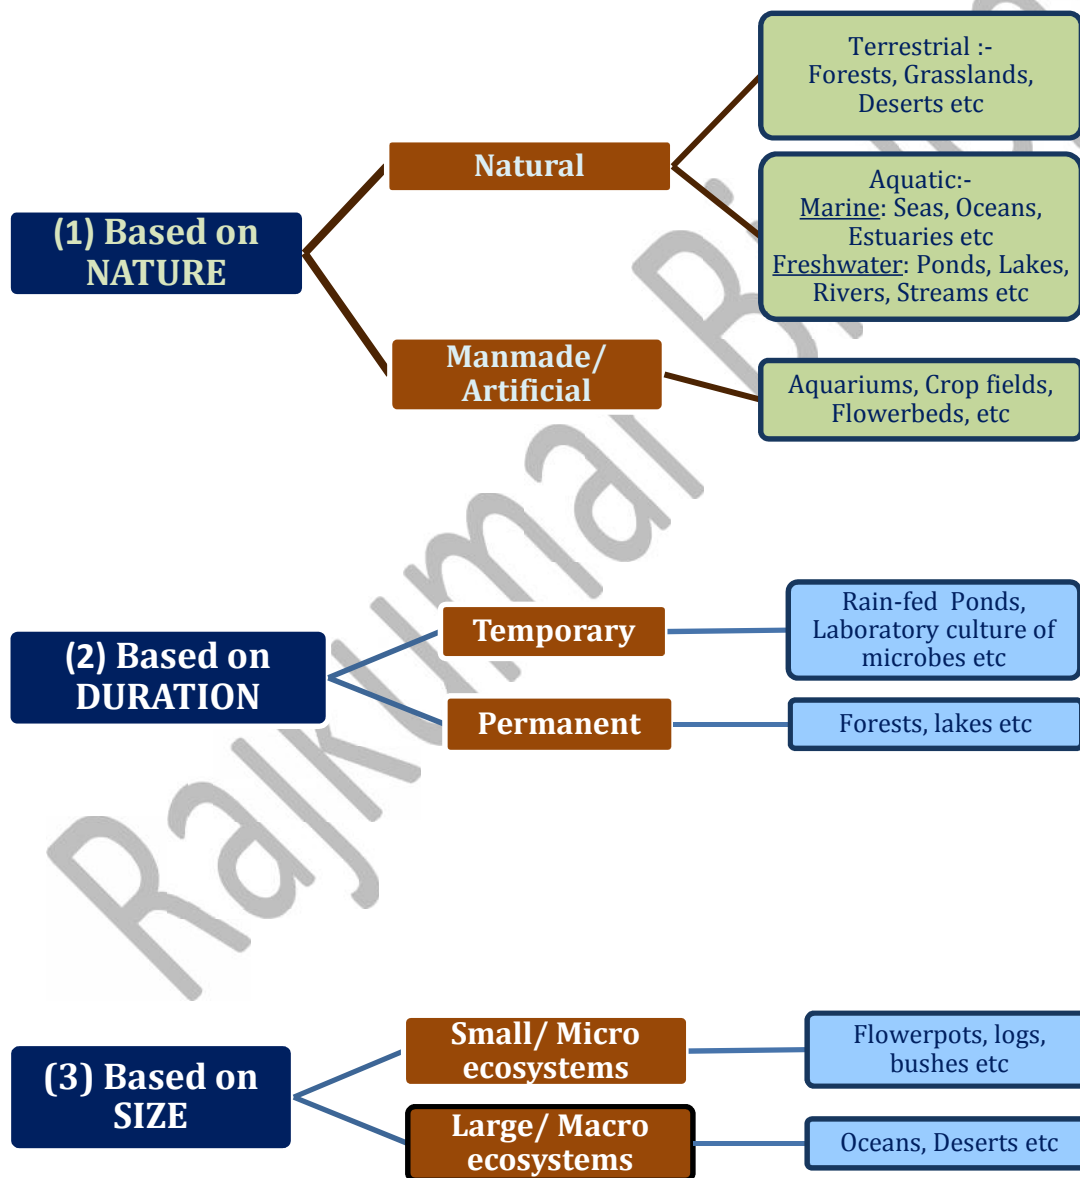 (1) Based on
NATURE
Natural
Terrestrial :-
Forests, Grasslands,
Deserts etc
Aquatic:-
Marine: Seas, Oceans,
Estuaries etc
Freshwater: Ponds, Lakes,
Rivers, Streams etc
Manmade/
Artificial
Aquariums, Crop fields,
Flowerbeds, etc
(2) Based on
DURATION
Temporary
Rain-fed Ponds,
Laboratory culture of
microbes etc
Permanent
Forests, lakes etc
(3) Based on
SIZE
Small/ Micro
ecosystems
Flowerpots, logs,
bushes etc
Large/ Macro
ecosystems
Oceans, Deserts etc
Rajkumar